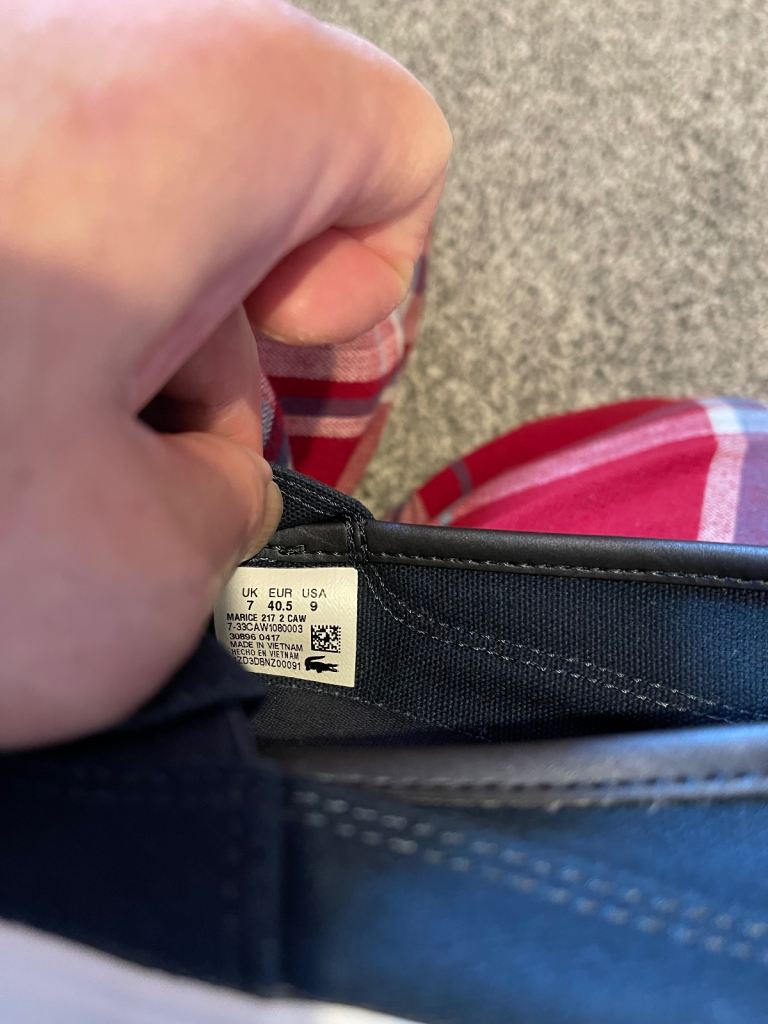 UK EUR USA
7 40.5 9
MARICE 217 2 CAW
7-33CAW1080003
30896 0417
MADE IN VIETNAM
HECHO EN VIETNAM